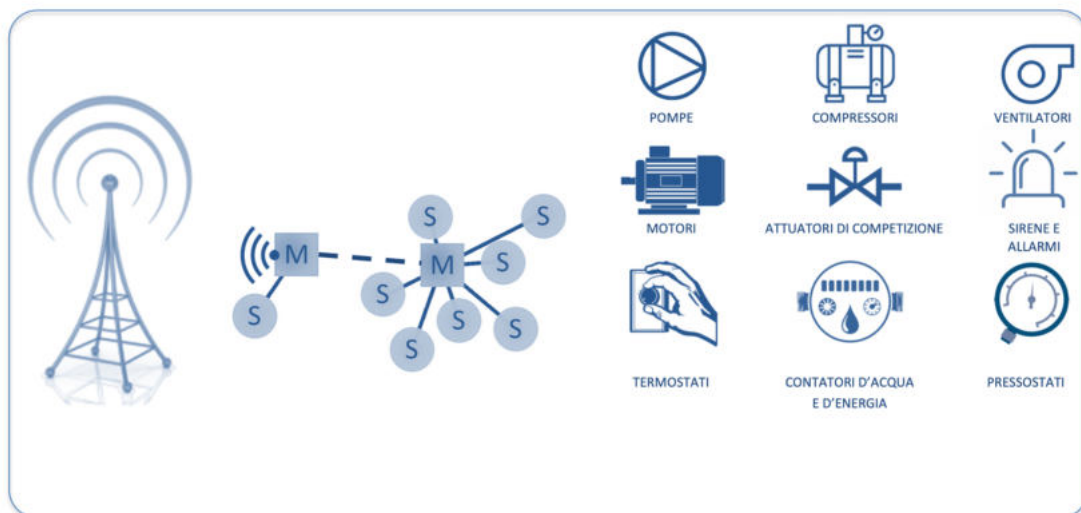 POMPE
COMPRESSORI
VENTILATORI
S
S
M
M
S
S
S
S
S
S
MOTORI
ATTUATORI DI COMPETIZIONE
SIRENE E
ALLARMI
TERMOSTATI
CONTATORI D'ACQUA
E D'ENERGIA
PRESSOSTATI